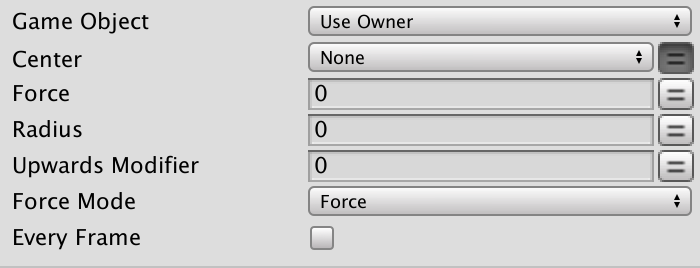 Game Object Use Owner
Center None
Force 0
Radius 0
Upwards Modifier 0
Force Mode Force
Every Frame